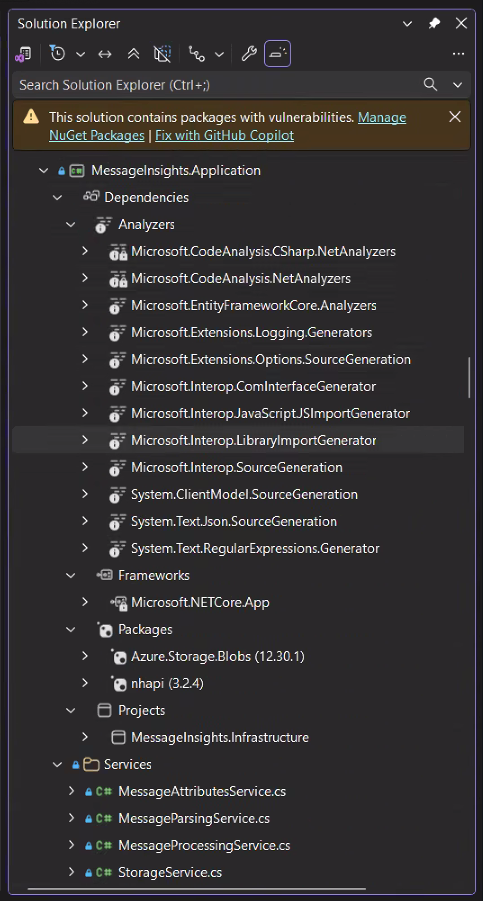 Solution Explorer
Search Solution Explorer (Ctrl+;)
This solution contains packages with vulnerabilities. Manage
NuGet Packages | Fix with GitHub Copilot
C# MessageInsights.Application
Dependencies
Analyzers
Microsoft.CodeAnalysis.CSharp.NetAnalyzers
Microsoft.CodeAnalysis.NetAnalyzers
Microsoft.EntityFrameworkCore.Analyzers
Microsoft.Extensions.Logging.Generators
Microsoft.Extensions.Options.SourceGeneration
Microsoft.Interop.ComInterfaceGenerator
Microsoft.Interop.JavaScript.JSImportGenerator
Microsoft.Interop.LibraryImportGenerator
Microsoft.Interop.SourceGeneration
System.ClientModel.SourceGeneration
System.Text.Json.SourceGeneration
System.Text.RegularExpressions.Generator
Frameworks
Microsoft.NETCore.App
Packages
Azure.Storage.Blobs (12.30.1)
nhapi (3.2.4)
Projects
MessageInsights.Infrastructure
Services
C# MessageAttributesService.cs
C# MessageParsingService.cs
C# MessageProcessingService.cs
C# StorageService.cs